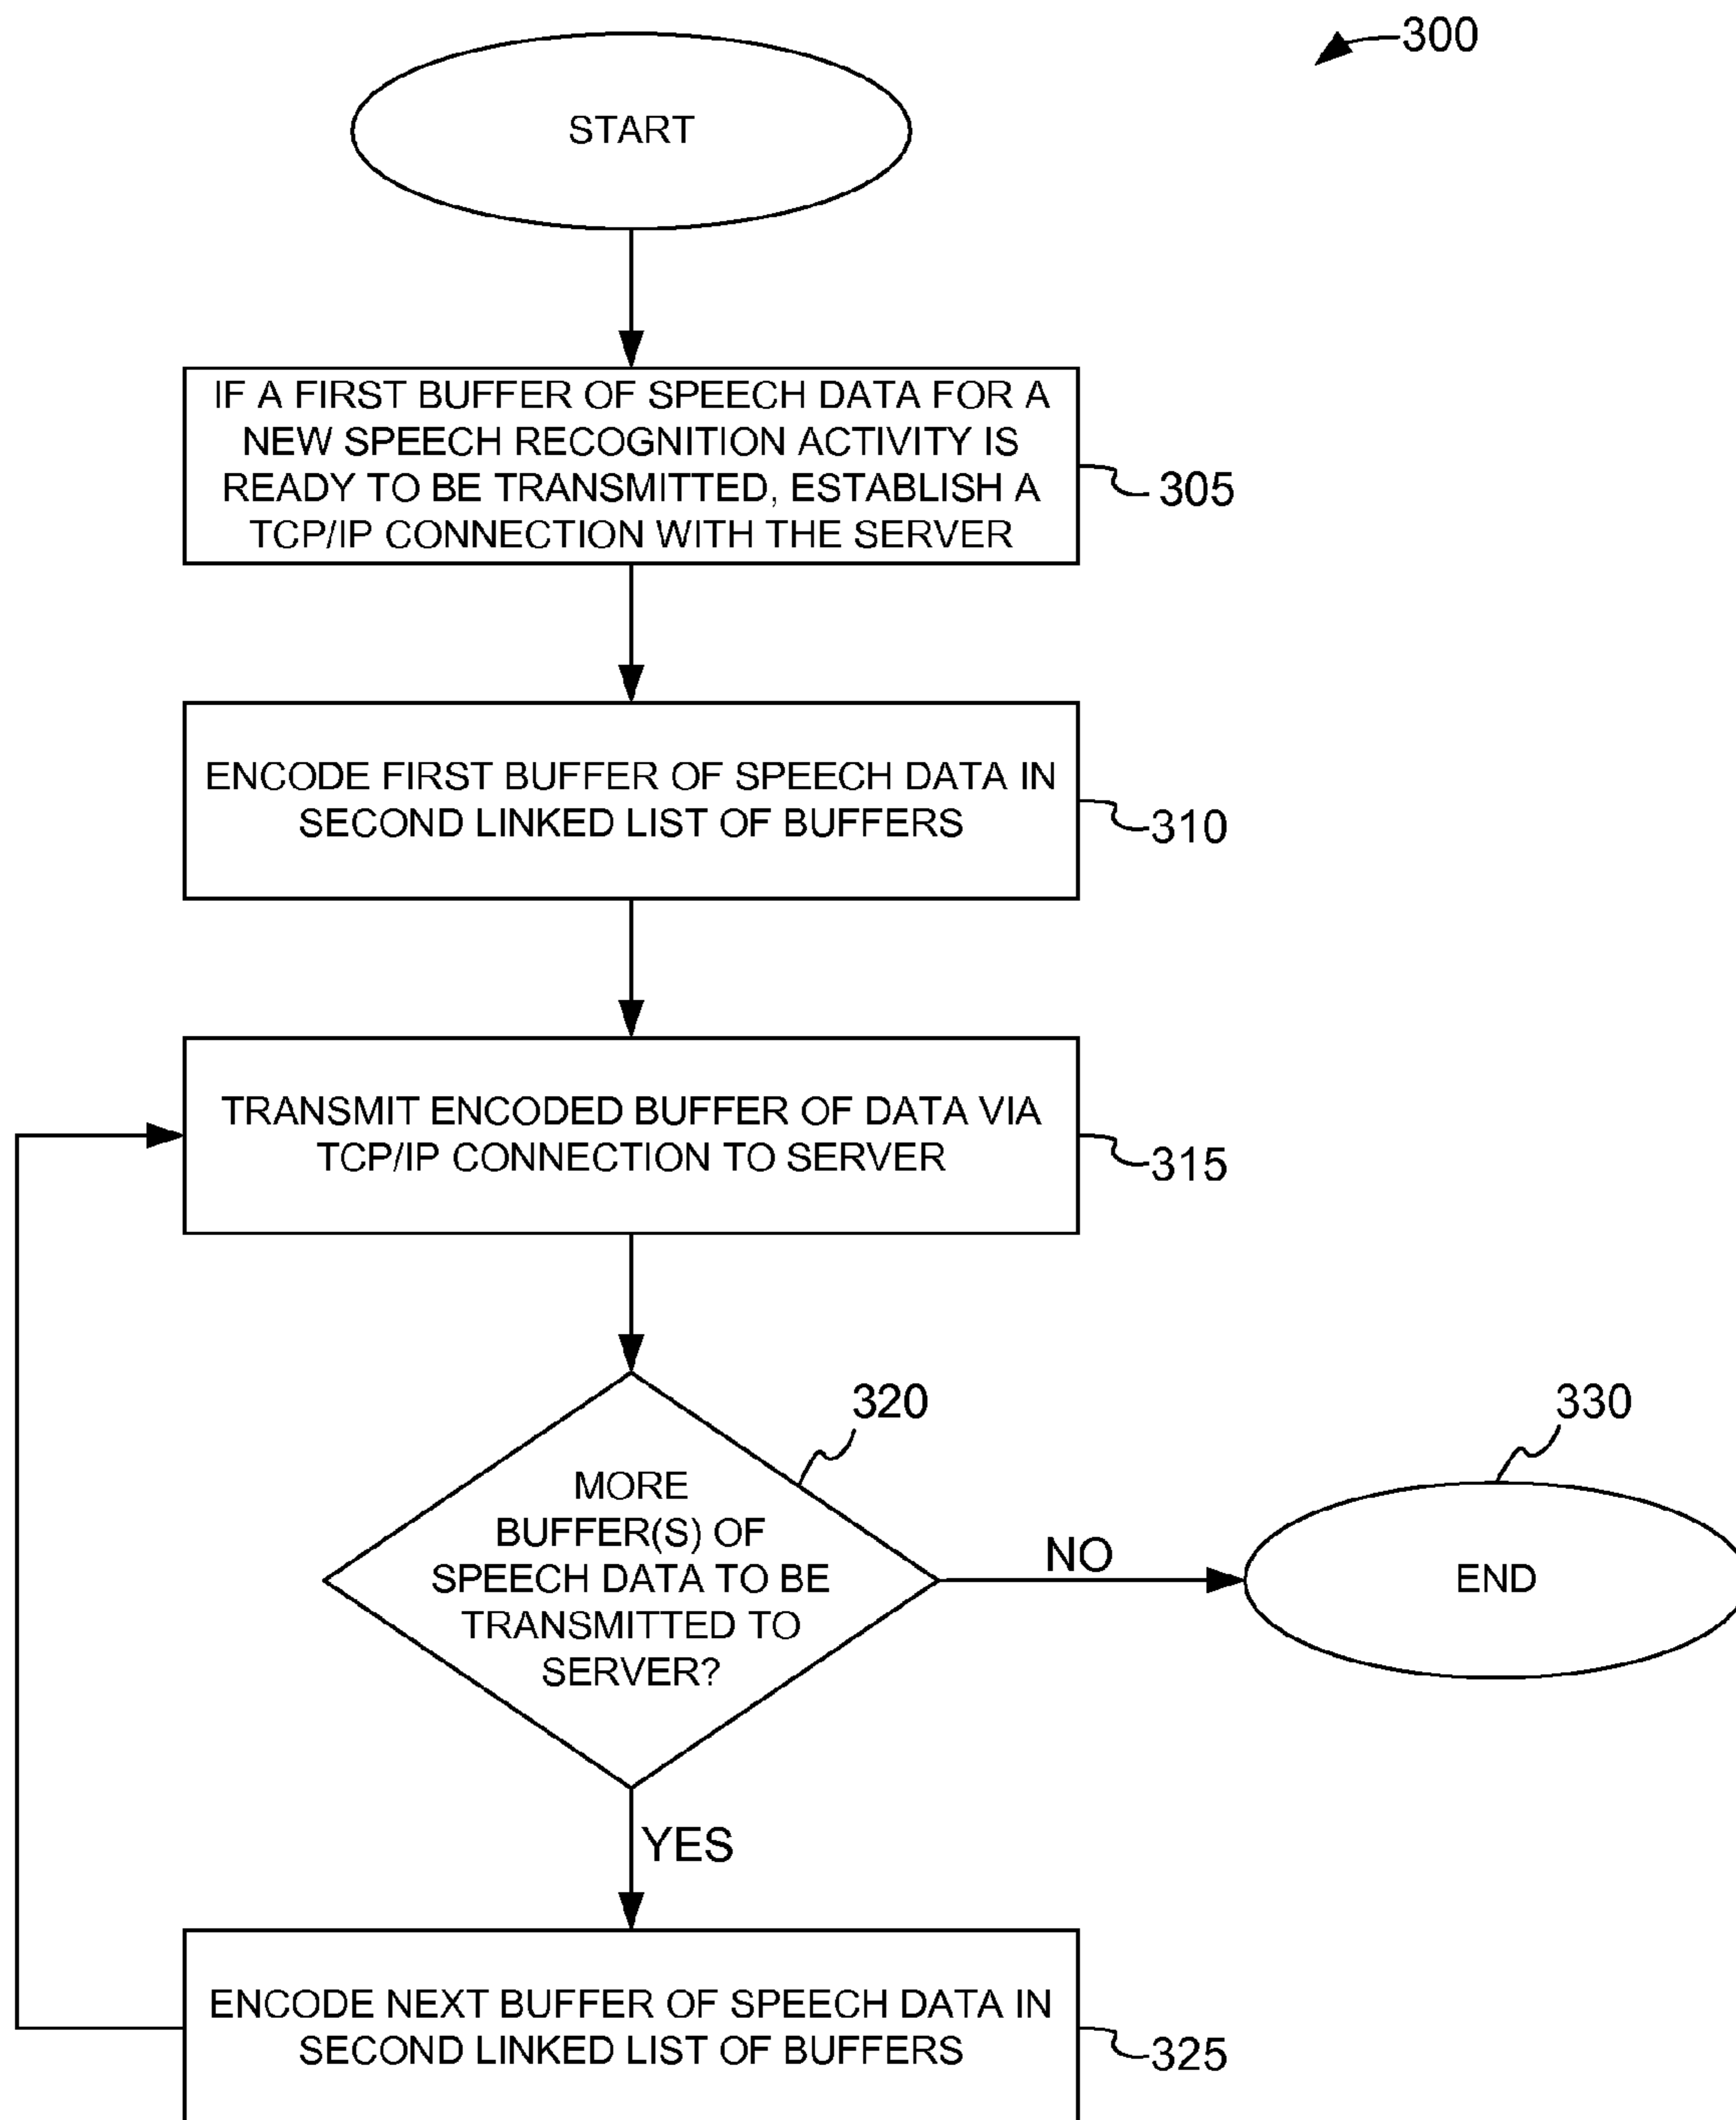 300
START
IF A FIRST BUFFER OF SPEECH DATA FOR A
NEW SPEECH RECOGNITION ACTIVITY IS
READY TO BE TRANSMITTED, ESTABLISH A
TCP/IP CONNECTION WITH THE SERVER
305
ENCODE FIRST BUFFER OF SPEECH DATA IN
SECOND LINKED LIST OF BUFFERS
310
TRANSMIT ENCODED BUFFER OF DATA VIA
TCP/IP CONNECTION TO SERVER
315
320
MORE
BUFFER(S) OF
SPEECH DATA TO BE
TRANSMITTED TO
SERVER?
NO
330
END
YES
ENCODE NEXT BUFFER OF SPEECH DATA IN
SECOND LINKED LIST OF BUFFERS
325